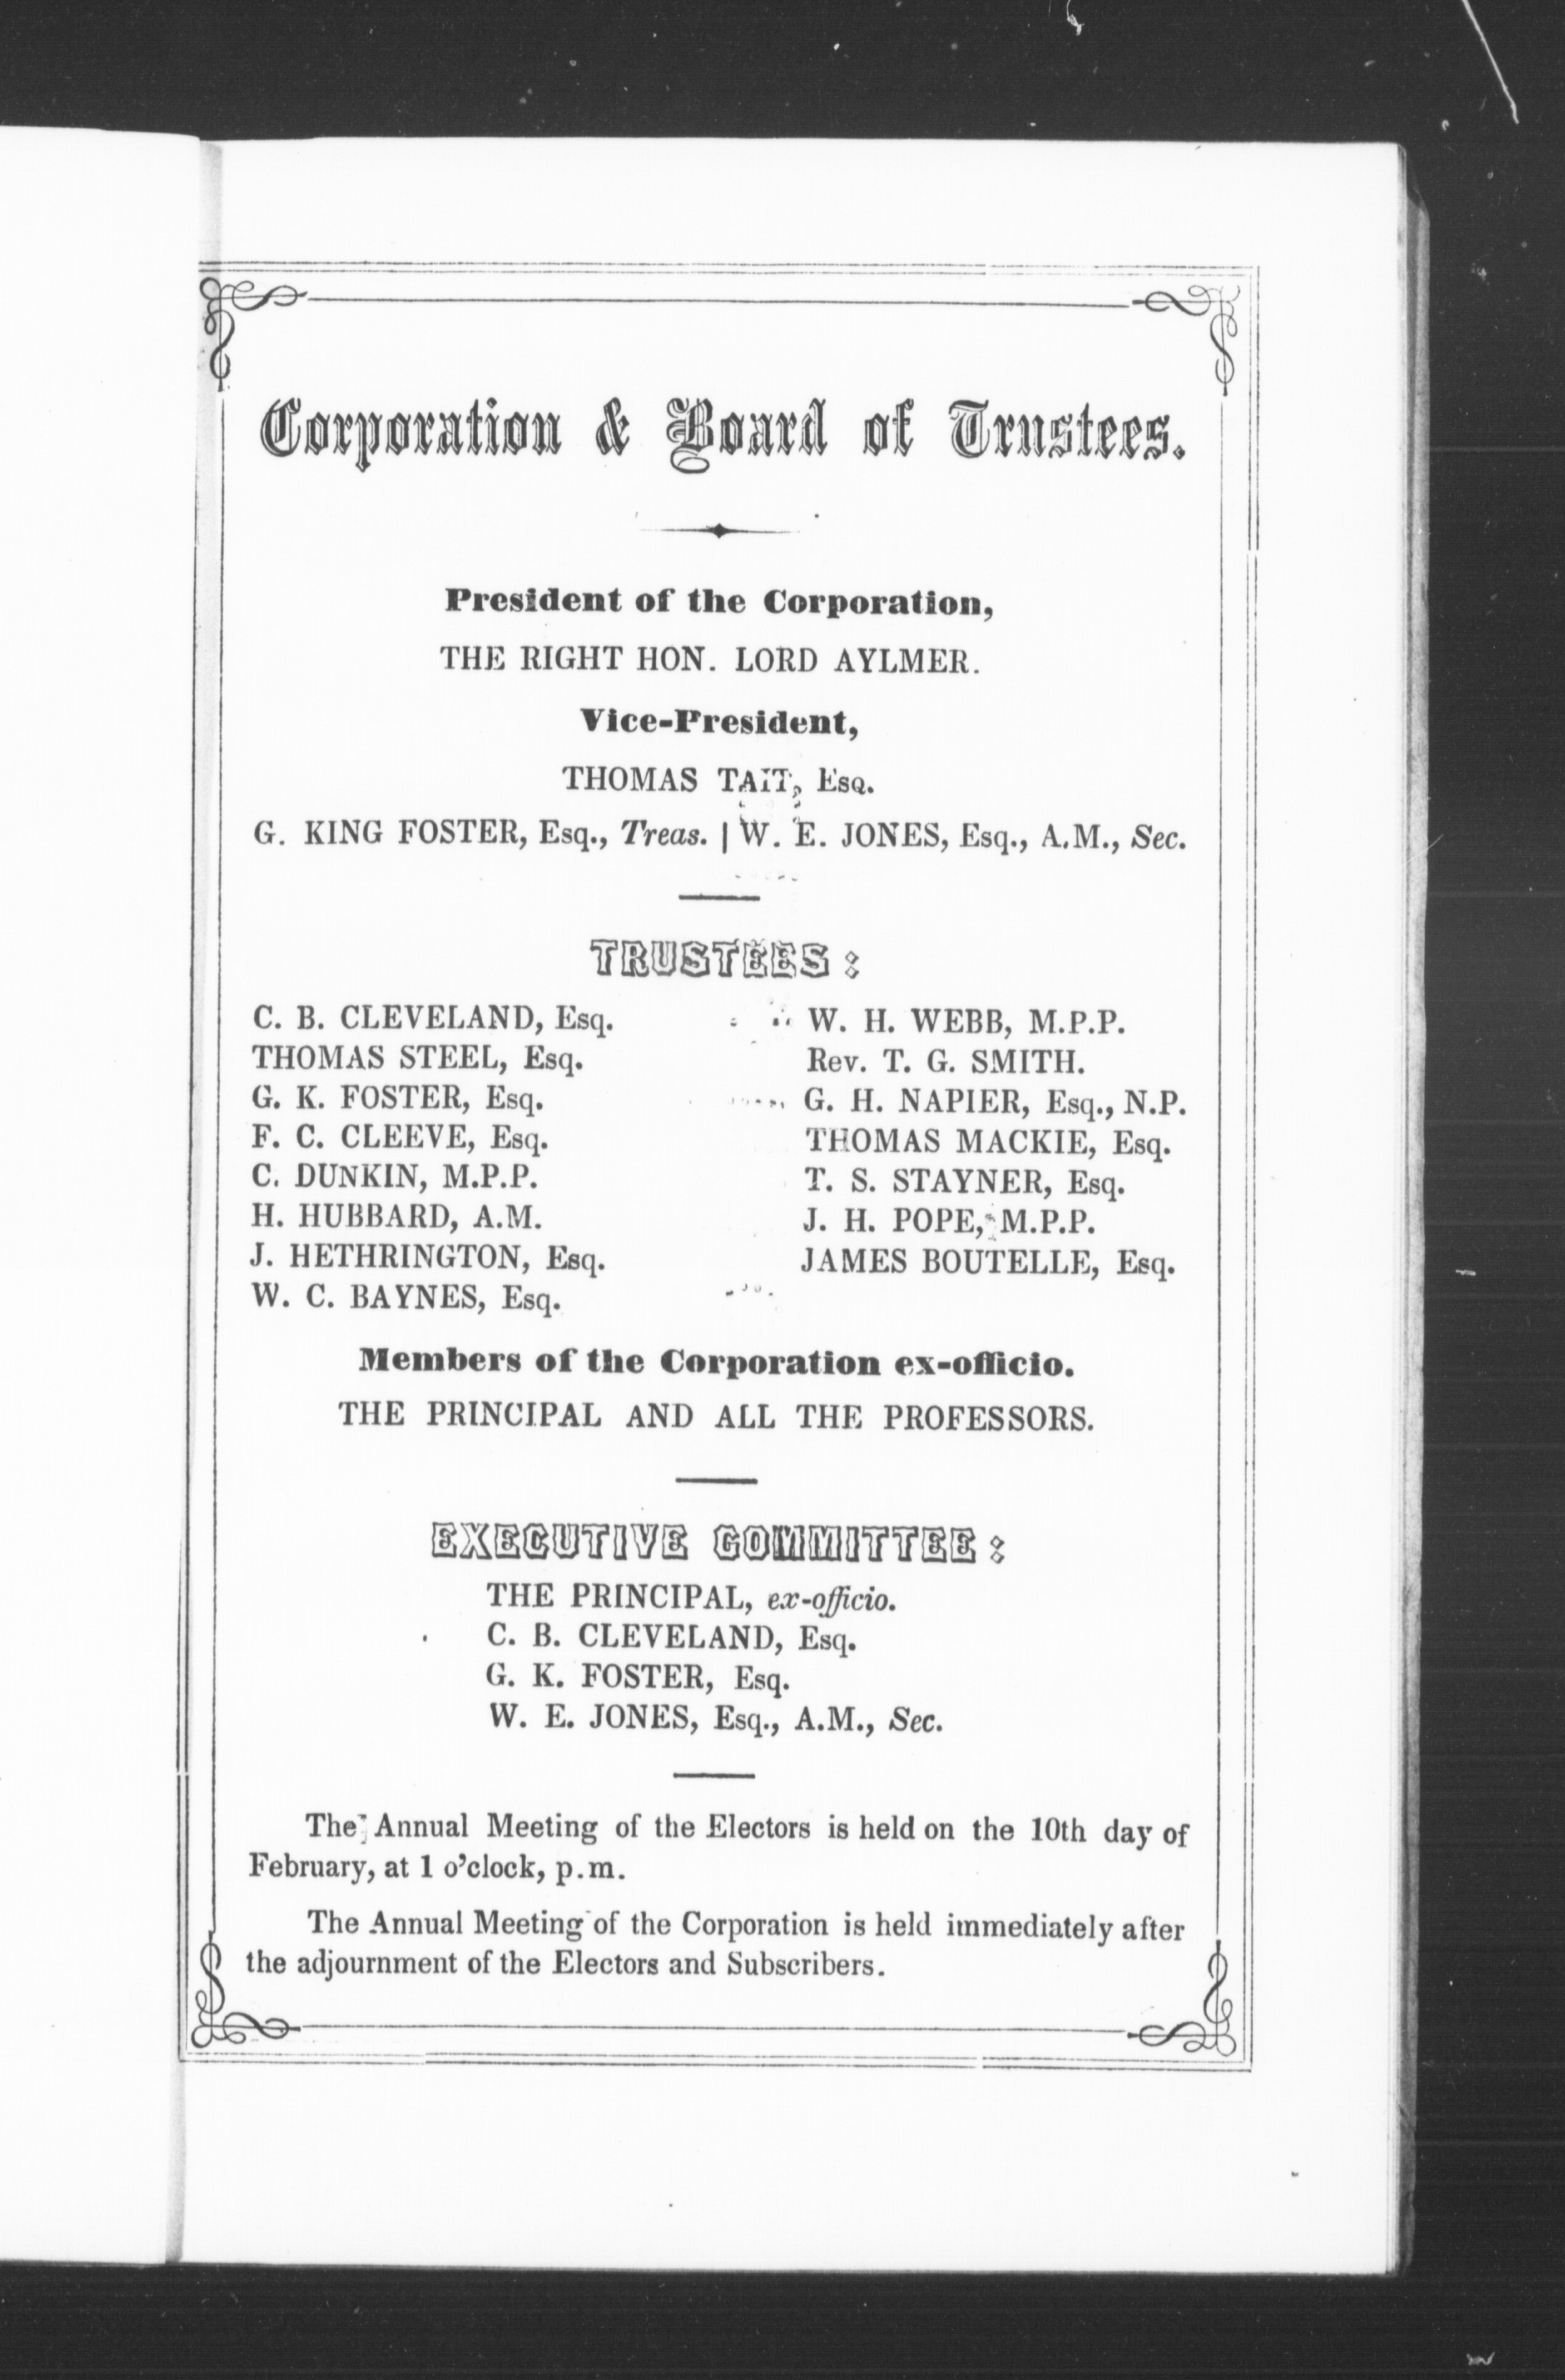 Corporation & Board of Trustees.
President of the Corporation,
THE RIGHT HON. LORD AYLMER.
Vice-President,
THOMAS TAIT, Esq.
G. KING FOSTER, Esq., Treas. | W. E. JONES, Esq., A.M., Sec.
TRUSTEES:
C. B. CLEVELAND, Esq.
THOMAS STEEL, Esq.
G. K. FOSTER, Esq.
F. C. CLEEVE, Esq.
C. DUNKIN, M.P.P.
H. HUBBARD, A.M.
J. HETHRINGTON, Esq.
W. C. BAYNES, Esq.
W. H. WEBB, M.P.P.
Rev. T. G. SMITH.
G. H. NAPIER, Esq., N.P.
THOMAS MACKIE, Esq.
T. S. STAYNER, Esq.
J. H. POPE, M.P.P.
JAMES BOUTELLE, Esq.
Members of the Corporation ex-officio.
THE PRINCIPAL AND ALL THE PROFESSORS.
EXECUTIVE COMMITTEE:
THE PRINCIPAL, ex-officio.
C. B. CLEVELAND, Esq.
G. K. FOSTER, Esq.
W. E. JONES, Esq., A.M., Sec.
The Annual Meeting of the Electors is held on the 10th day of
February, at 1 o'clock, p.m.
The Annual Meeting of the Corporation is held immediately after
the adjournment of the Electors and Subscribers.